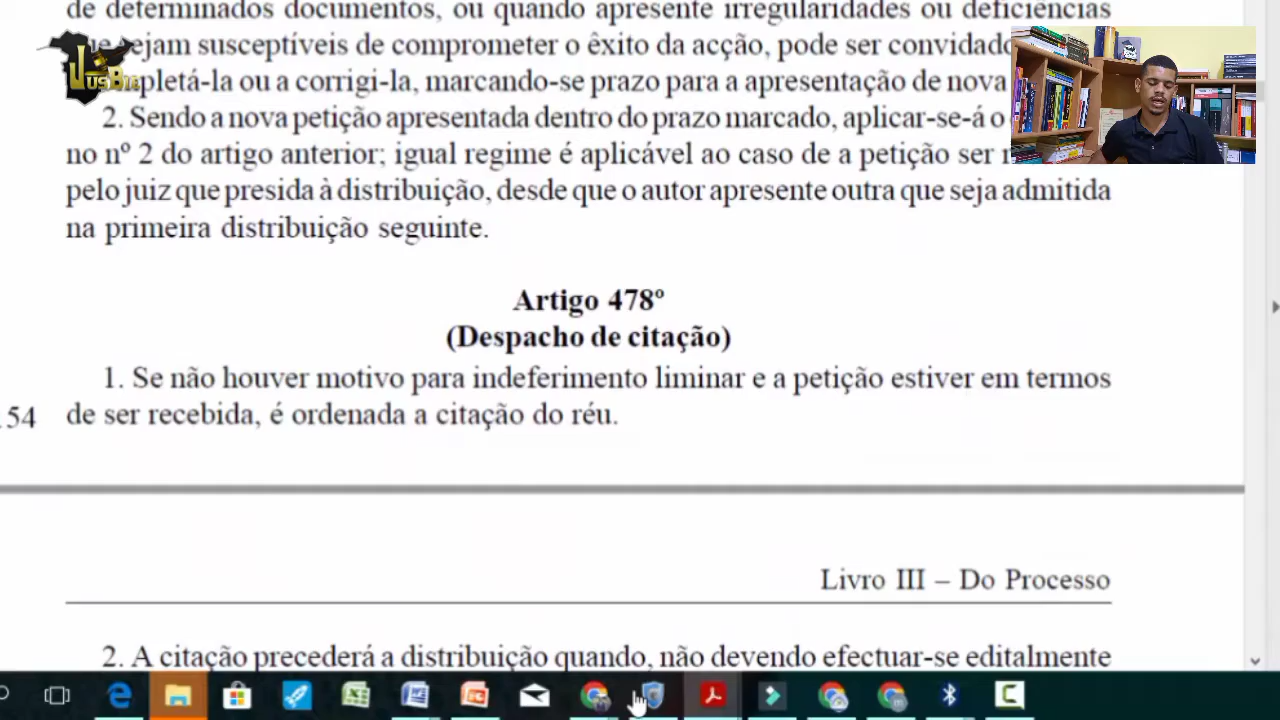 de determinados documentos, ou quando apresente irregularidades ou deficiências
sejam susceptíveis de comprometer o êxito da acção, pode ser convidado
pletá-la ou a corrigi-la, marcando-se prazo para a apresentação de nova
JUSBIG
2. Sendo a nova petição apresentada dentro do prazo marcado, aplicar-se-á o
no nº 2 do artigo anterior; igual regime é aplicável ao caso de a petição ser
pelo juiz que presida à distribuição, desde que o autor apresente outra que seja admitida
na primeira distribuição seguinte.
Artigo 478º
(Despacho de citação)
1. Se não houver motivo para indeferimento liminar e a petição estiver em termos
54 de ser recebida, é ordenada a citação do réu.
Livro III – Do Processo
2. A citação precederá a distribuição quando, não devendo efectuar-se editalmente